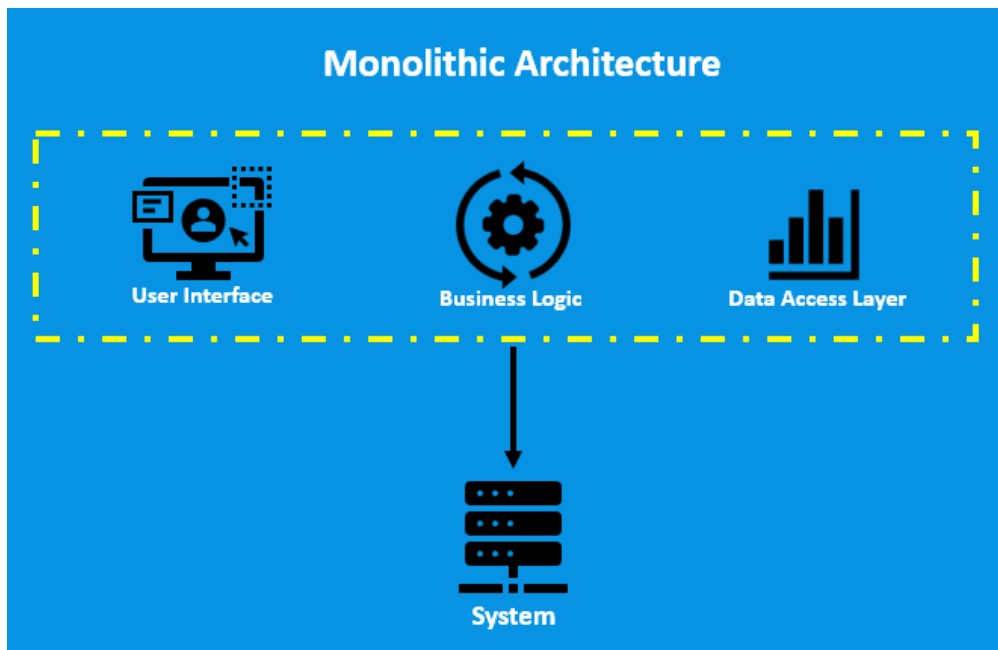 Monolithic Architecture
User Interface
Business Logic
Data Access Layer
System